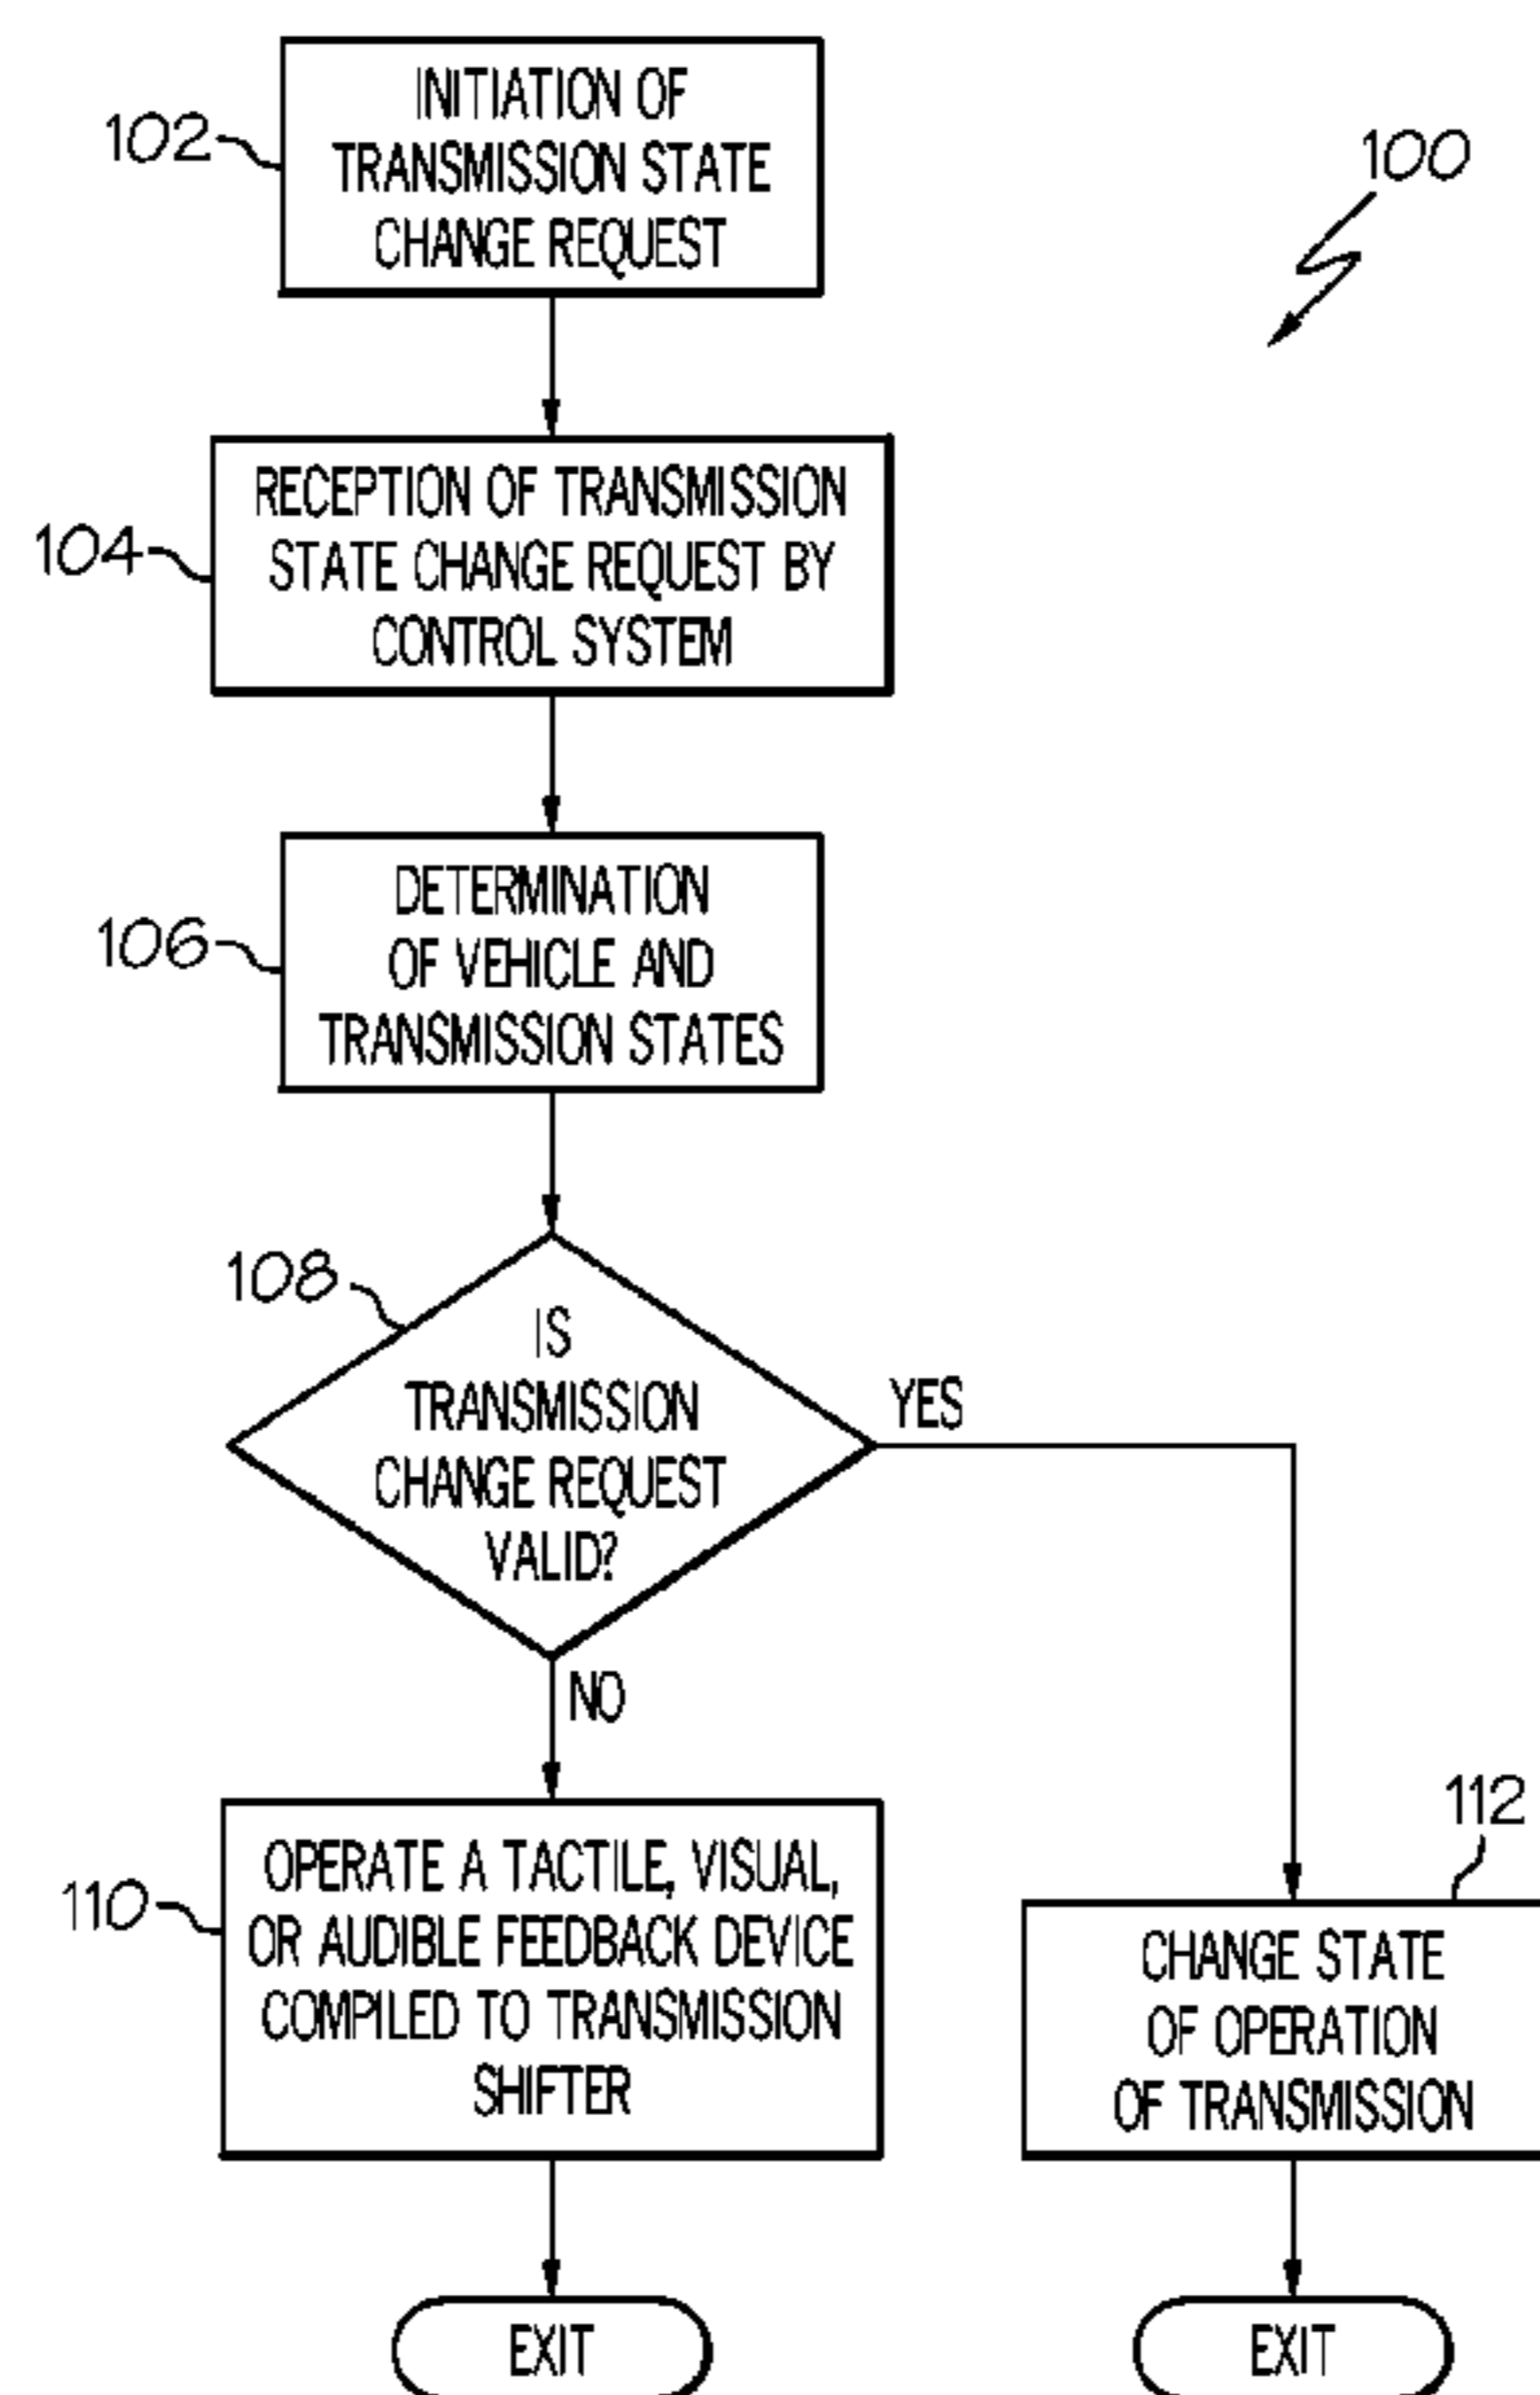 102
INITIATION OF
TRANSMISSION STATE
CHANGE REQUEST
100
104
RECEPTION OF TRANSMISSION
STATE CHANGE REQUEST BY
CONTROL SYSTEM
106
DETERMINATION
OF VEHICLE AND
TRANSMISSION STATES
108
IS
TRANSMISSION
CHANGE REQUEST
VALID?
YES
NO
110
OPERATE A TACTILE, VISUAL,
OR AUDIBLE FEEDBACK DEVICE
COMPILED TO TRANSMISSION
SHIFTER
112
CHANGE STATE
OF OPERATION
OF TRANSMISSION
EXIT
EXIT